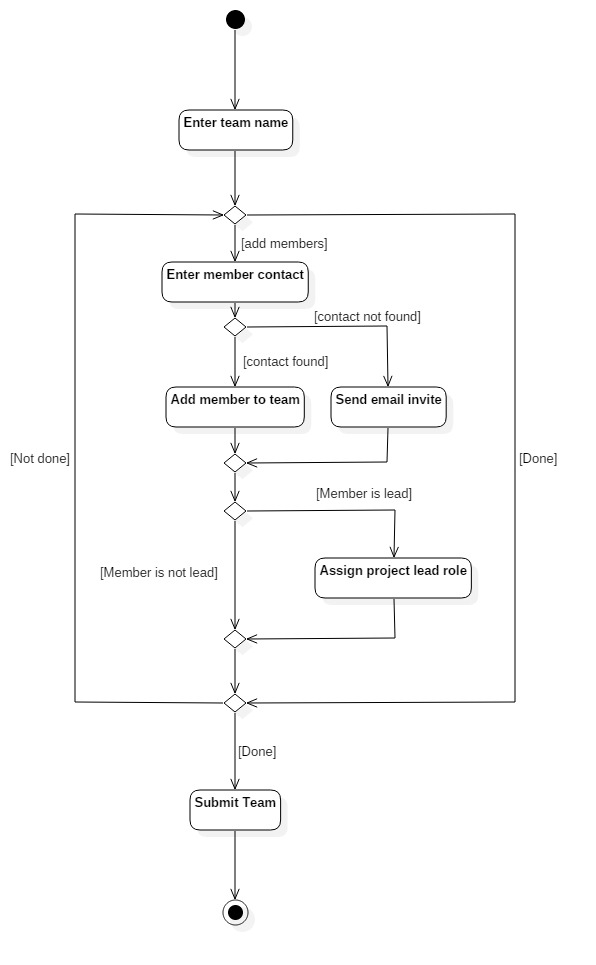 Enter team name
[add members]
Enter member contact
[contact not found]
[contact found]
Add member to team
Send email invite
[Not done]
[Done]
[Member is lead]
Assign project lead role
[Member is not lead]
[Done]
Submit Team